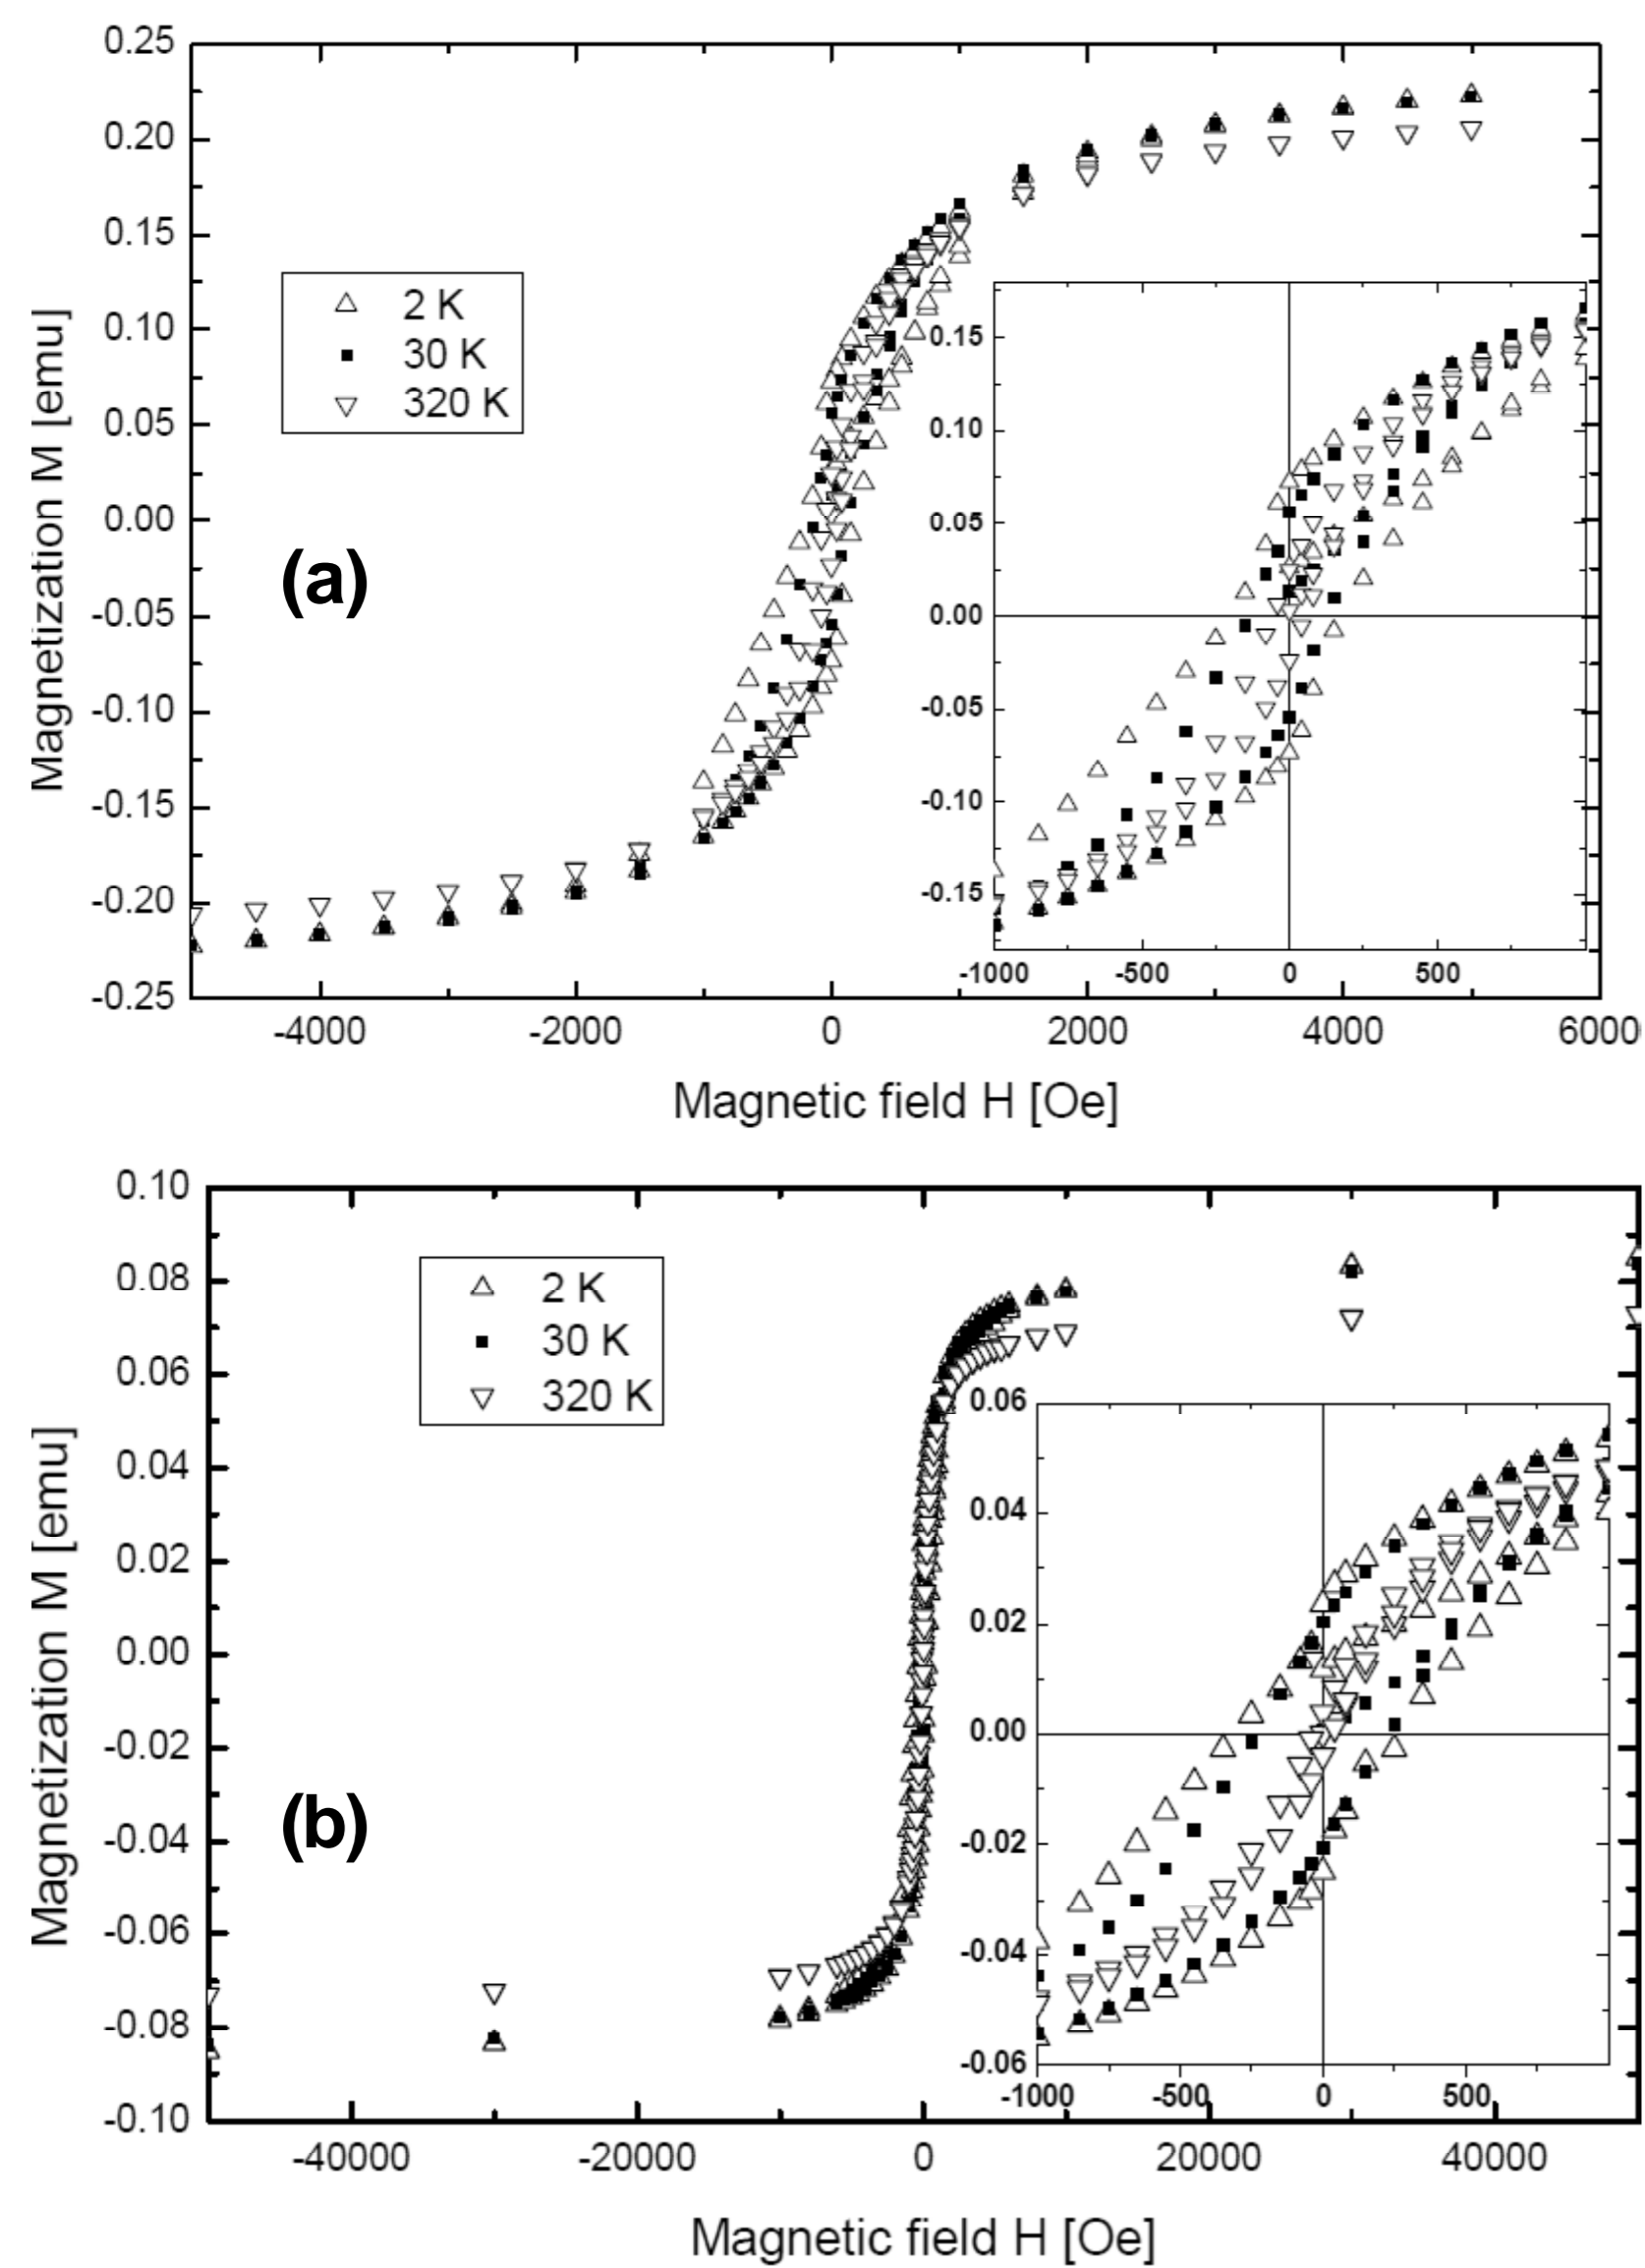 0.25
0.20
0.15
0.10
0.05
0.00
-0.05
-0.10
-0.15
-0.20
-0.25
Magnetization M [emu]
2 K
30 K
320 K
(a)
0.15
0.10
0.05
0.00
-0.05
-0.10
-0.15
-1000 -500 0 500
-4000 -2000 0 2000 4000 6000
Magnetic field H [Oe]
0.10
0.08
0.06
0.04
0.02
0.00
-0.02
-0.04
-0.06
-0.08
-0.10
Magnetization M [emu]
2 K
30 K
320 K
(b)
0.06
0.04
0.02
0.00
-0.02
-0.04
-0.06
-1000 -500 0 500
-40000 -20000 0 20000 40000
Magnetic field H [Oe]